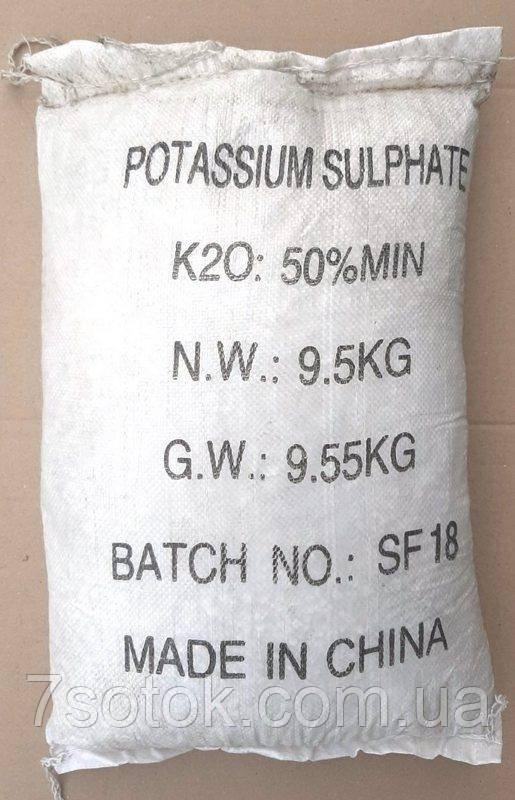 POTASSIUM SULPHATE
K2O: 50%MIN
N.W.: 9.5KG
G.W.: 9.55KG
BATCH NO.: SF18
MADE IN CHINA
7sotok.com.ua